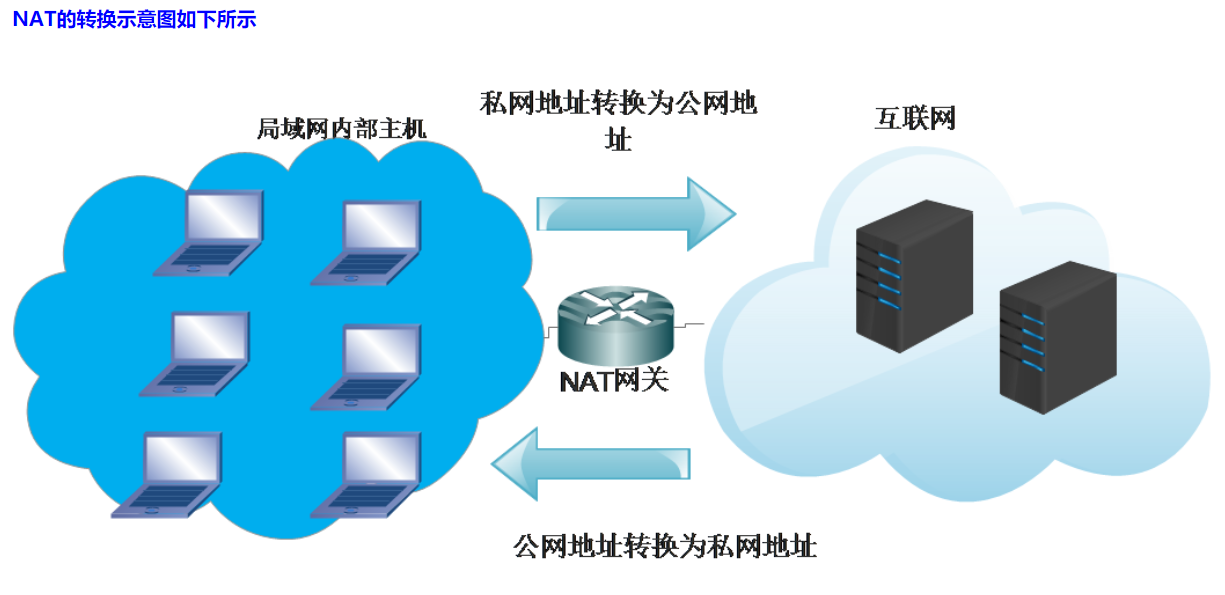 NAT的转换示意图如下所示
私网地址转换为公网地
址
互联网
局域网内部主机
NAT网关
公网地址转换为私网地址